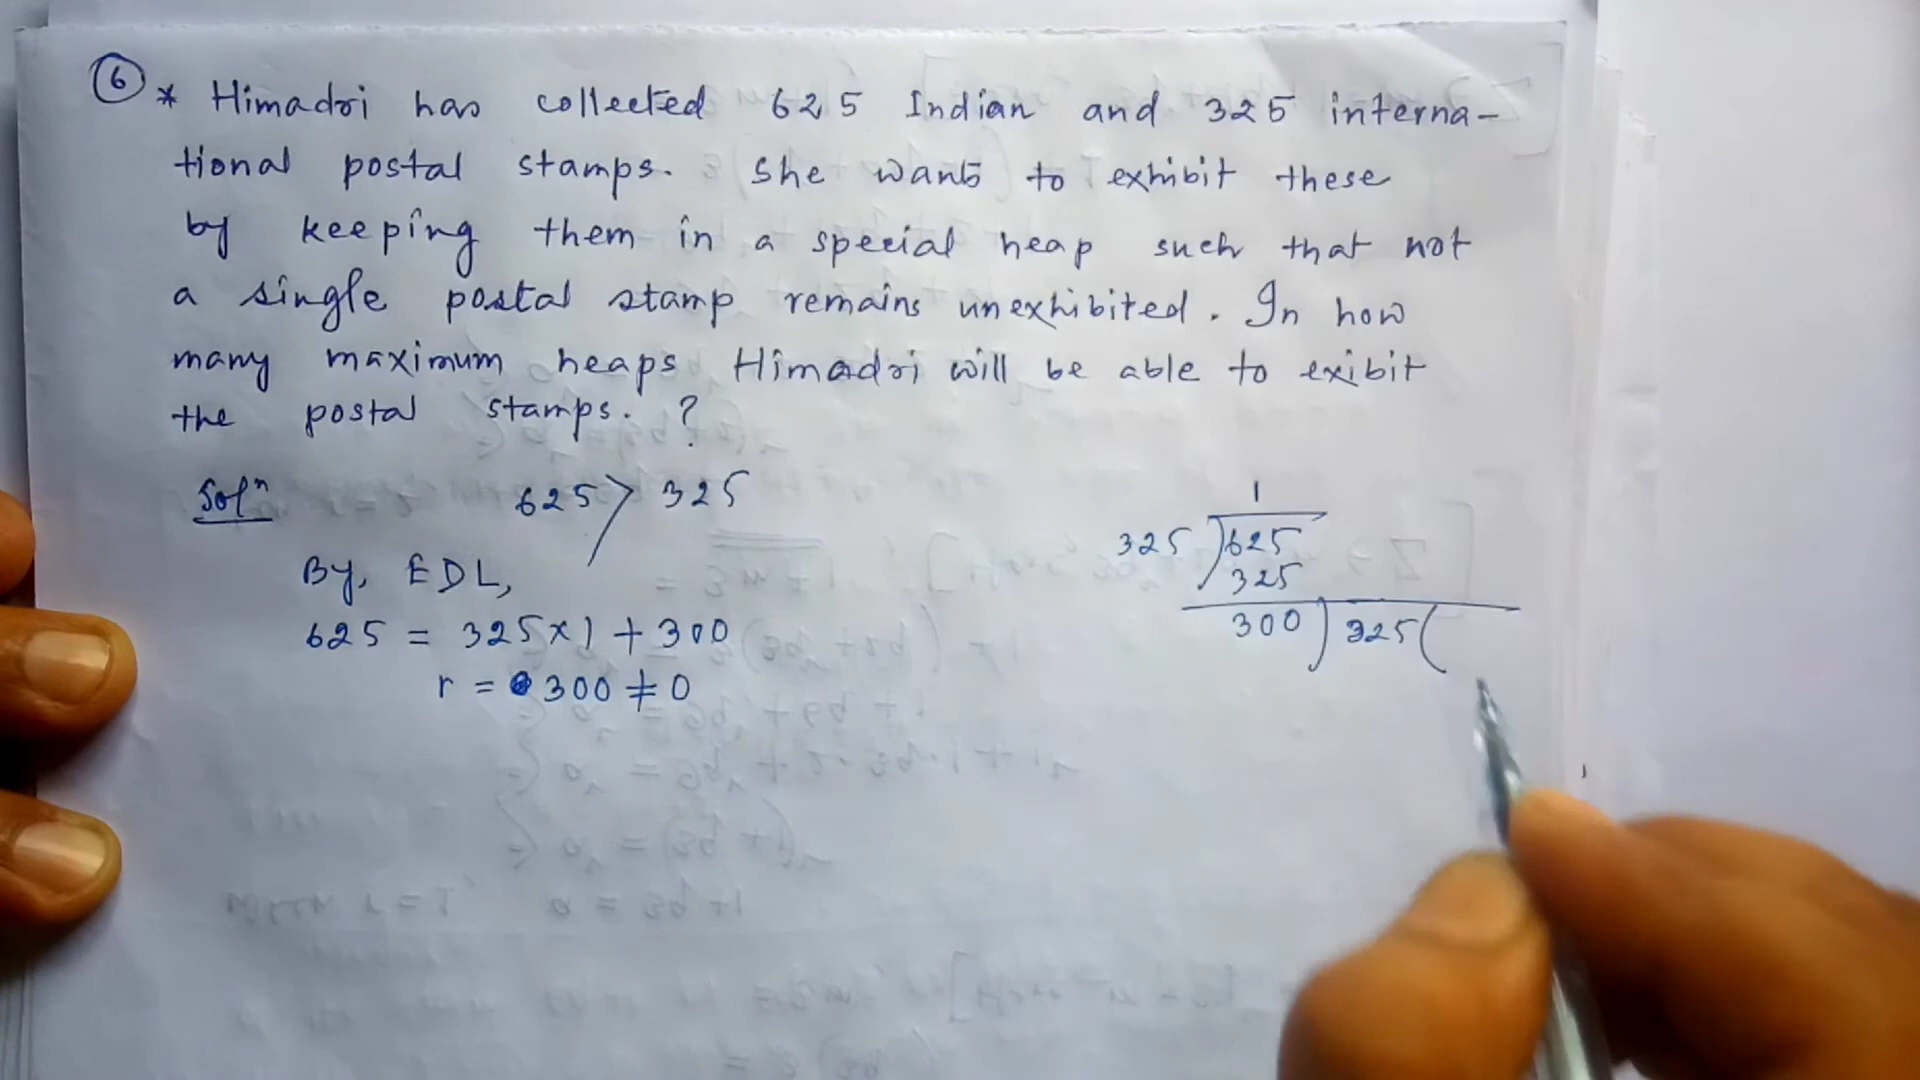 6 * Himadri has collected 625 Indian and 325 interna-
tional postal stamps. She wants to exhibit these
by keeping them in a special heap such that not
a single postal stamp remains unexhibited. In how
many maximum heaps Himadri will be able to exibit
the postal stamps. ?
Solⁿ 625 > 325
By, EDL,
625 = 325 × 1 + 300
r = 300 ≠ 0
1
325 ) 625
325
300 ) 325 (